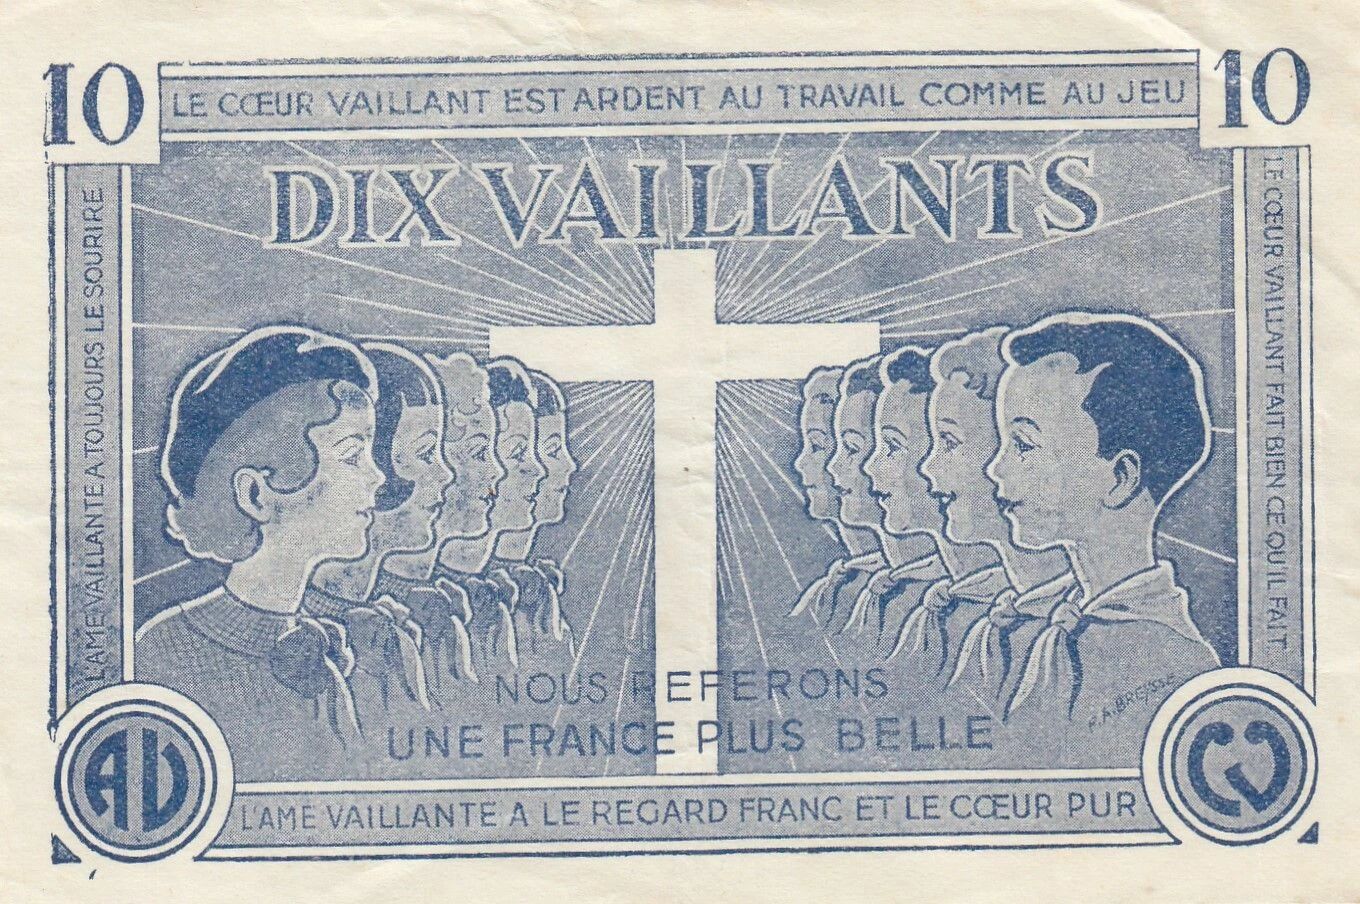 10
LE CŒUR VAILLANT EST ARDENT AU TRAVAIL COMME AU JEU
10
DIX VAILLANTS
L'AME VAILLANTE A TOUJOURS LE SOURIRE
LE CŒUR VAILLANT FAIT BIEN CE QU'IL FAIT.
NOUS REFERONS
UNE FRANCE PLUS BELLE
P.A. BREYSSE
AV
L'AME VAILLANTE A LE REGARD FRANC ET LE CŒUR PUR
CV